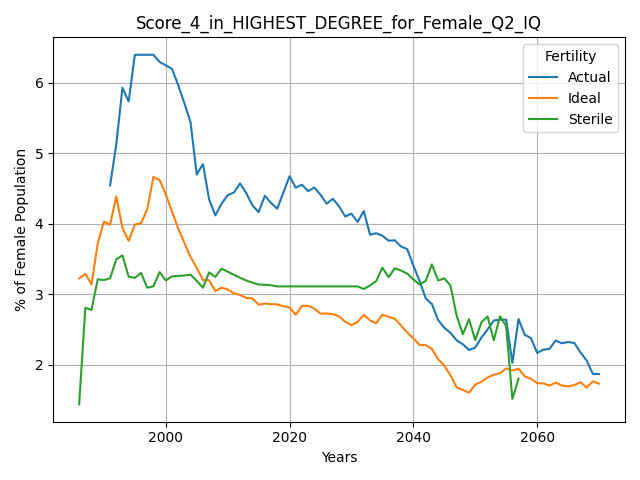 Score_4_in_HIGHEST_DEGREE_for_Female_Q2_IQ
% of Female Population
6
5
4
3
2
Fertility
Actual
Ideal
Sterile
2000
2020
2040
2060
Years